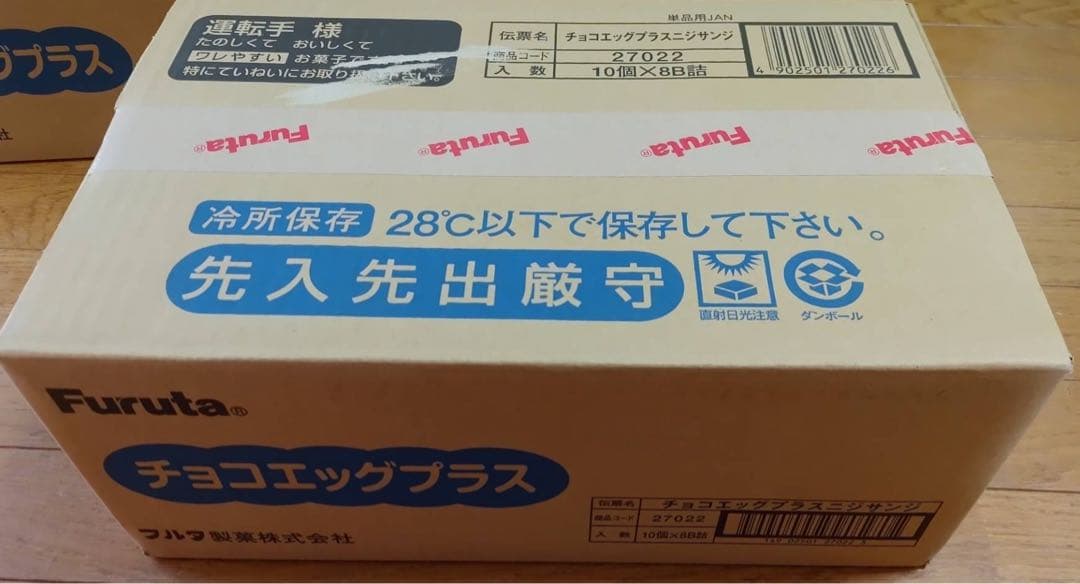 グプラス
社
運転手 様
たのしくて おいしくて
ワレやすい お菓子で
特にていねいにお取り扱い下さい。
単品用JAN
伝票名 チョコエッグプラスニジサンジ
商品コード 27022
入数 10個×8B詰
4 902501 270226
Furuta® Furuta® Furuta® Furuta
冷所保存 28℃以下で保存して下さい。
先入先出厳守
直射日光注意 ダンボール
Furuta®
チョコエッグプラス
フルタ製菓株式会社
伝票名 チョコエッグプラスニジサンジ
商品コード 27022
入数 10個×8B詰